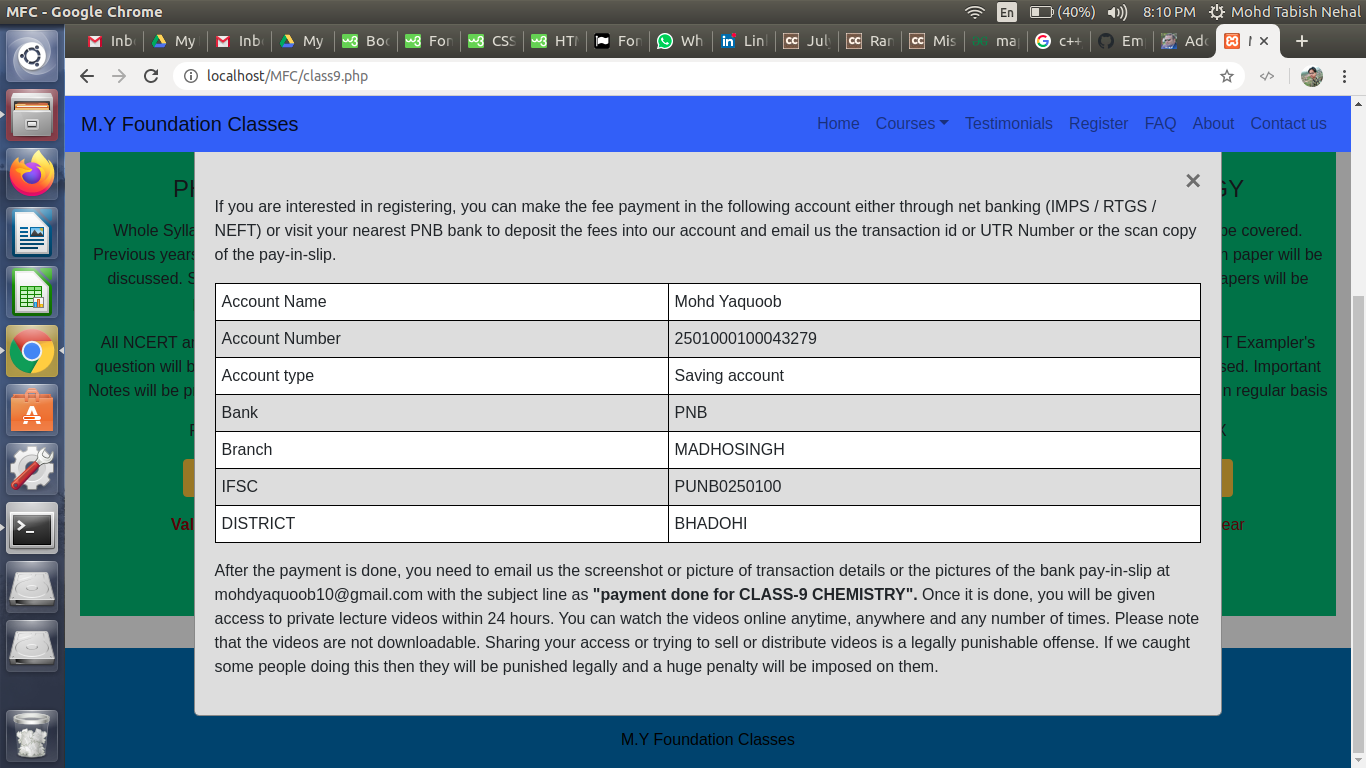 MFC - Google Chrome
En (40%) 8:10 PM Mohd Tabish Nehal
Inb My Inb My Boo For CSS HTM For Wh Lin July Ran Mis map c++ Em Add
localhost/MFC/class9.php
M.Y Foundation Classes Home Courses Testimonials Register FAQ About Contact us
×
If you are interested in registering, you can make the fee payment in the following account either through net banking (IMPS / RTGS /
NEFT) or visit your nearest PNB bank to deposit the fees into our account and email us the transaction id or UTR Number or the scan copy
of the pay-in-slip.
Account Name Mohd Yaquoob
Account Number 2501000100043279
Account type Saving account
Bank PNB
Branch MADHOSINGH
IFSC PUNB0250100
DISTRICT BHADOHI
After the payment is done, you need to email us the screenshot or picture of transaction details or the pictures of the bank pay-in-slip at
mohdyaquoob10@gmail.com with the subject line as "payment done for CLASS-9 CHEMISTRY". Once it is done, you will be given
access to private lecture videos within 24 hours. You can watch the videos online anytime, anywhere and any number of times. Please note
that the videos are not downloadable. Sharing your access or trying to sell or distribute videos is a legally punishable offense. If we caught
some people doing this then they will be punished legally and a huge penalty will be imposed on them.
Whole Sylla be covered.
Previous years paper will be
discussed. S apers will be
All NCERT an T Exampler's
question will b sed. Important
Notes will be p n regular basis
Val ear
M.Y Foundation Classes